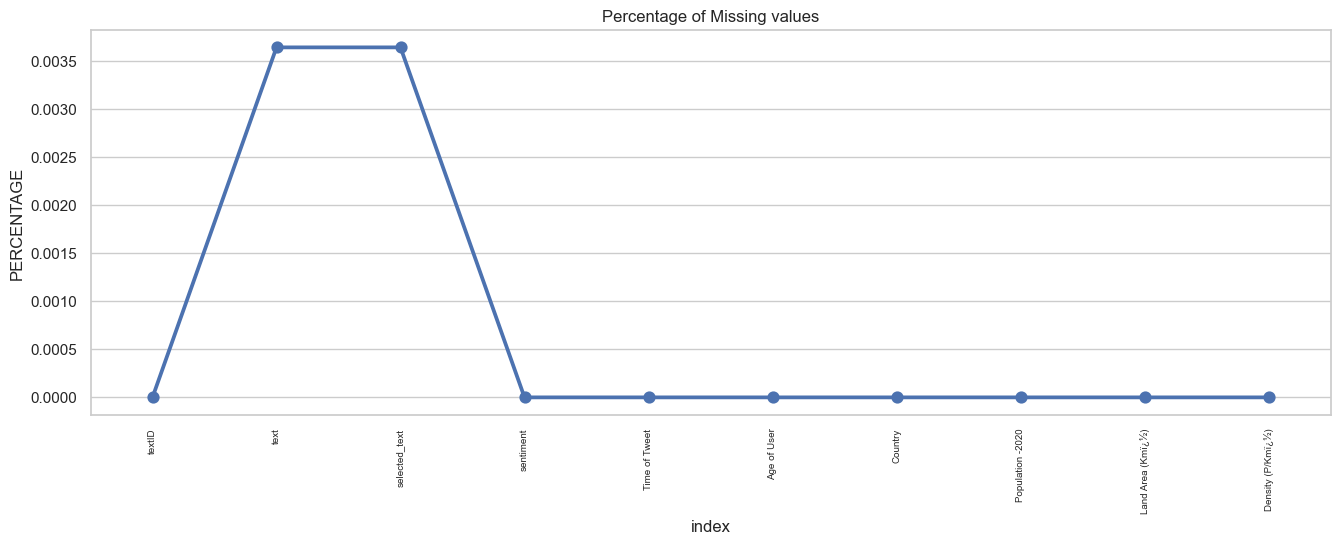 Percentage of Missing values
PERCENTAGE
0.0035
0.0030
0.0025
0.0020
0.0015
0.0010
0.0005
0.0000
textID
text
selected_text
sentiment
Time of Tweet
Age of User
Country
Population -2020
Land Area (Kmï¿½)
Density (P/Kmï¿½)
index